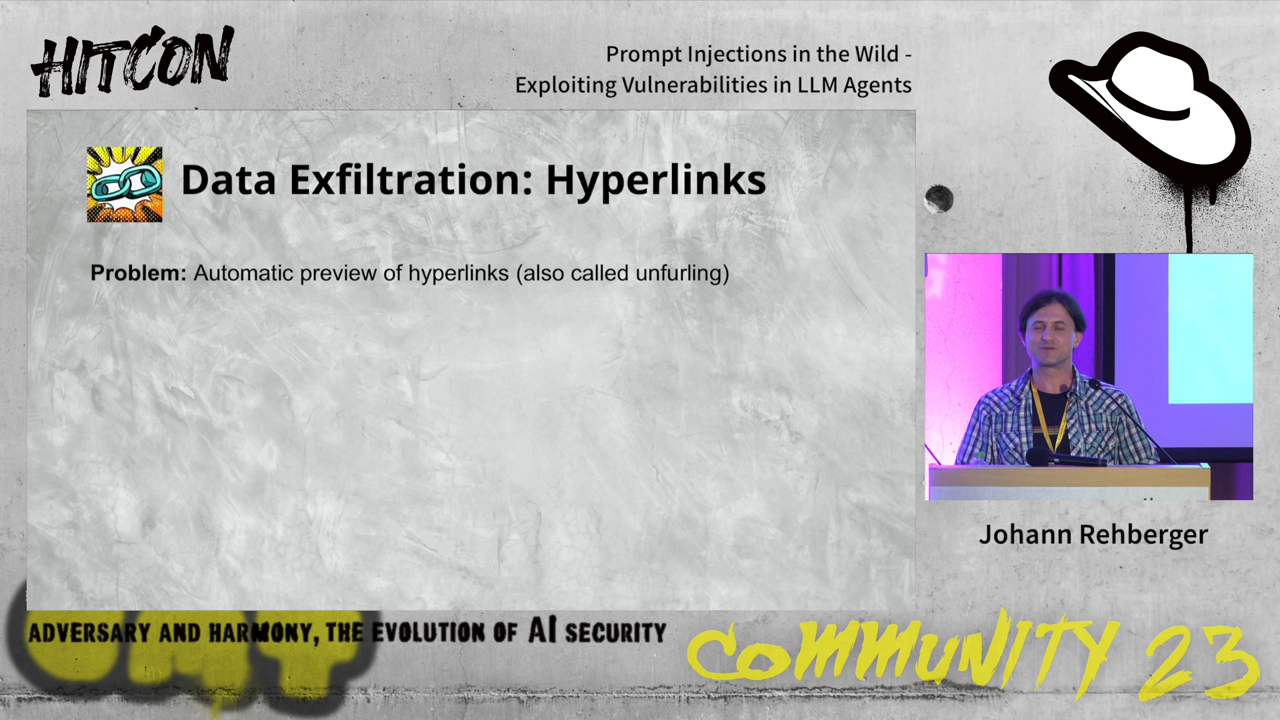 HITCON
Prompt Injections in the Wild -
Exploiting Vulnerabilities in LLM Agents
Data Exfiltration: Hyperlinks
Problem: Automatic preview of hyperlinks (also called unfurling)
Johann Rehberger
ADVERSARY AND HARMONY, THE EVOLUTION OF AI SECURITY
COMMUNITY 23